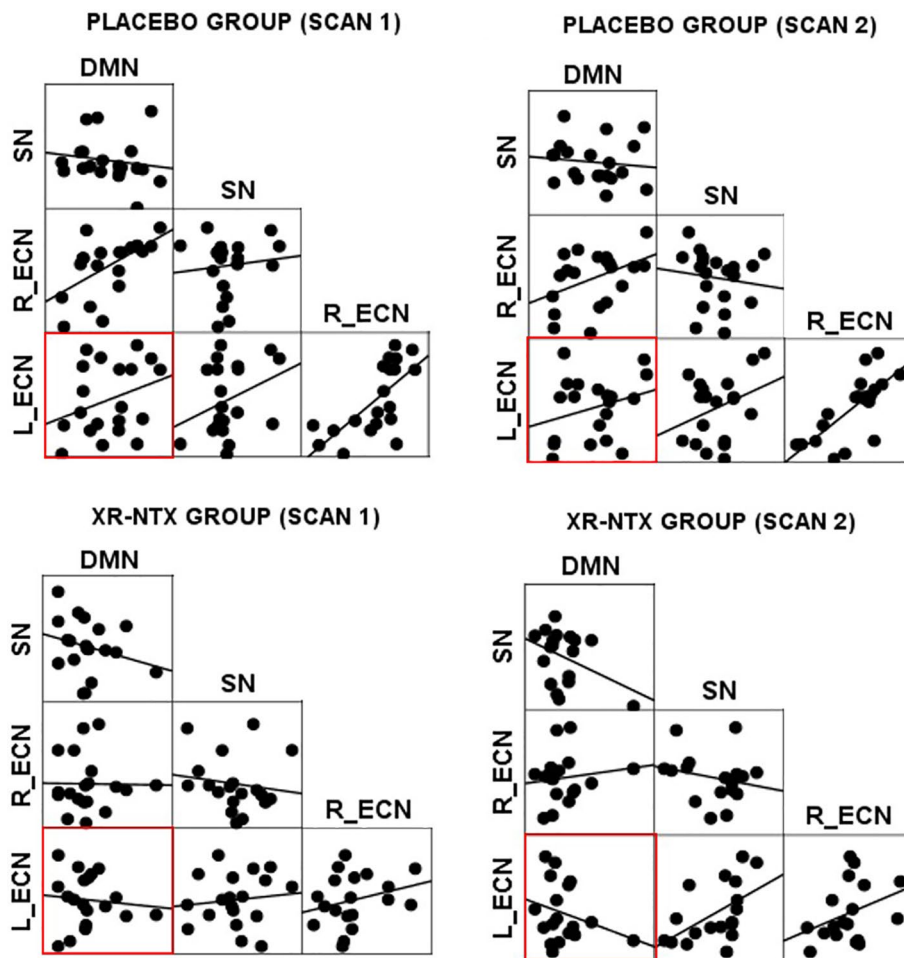 PLACEBO GROUP (SCAN 1)
DMN
SN
SN
R_ECN
R_ECN
L_ECN
PLACEBO GROUP (SCAN 2)
DMN
SN
SN
R_ECN
R_ECN
L_ECN
XR-NTX GROUP (SCAN 1)
DMN
SN
SN
R_ECN
R_ECN
L_ECN
XR-NTX GROUP (SCAN 2)
DMN
SN
SN
R_ECN
R_ECN
L_ECN